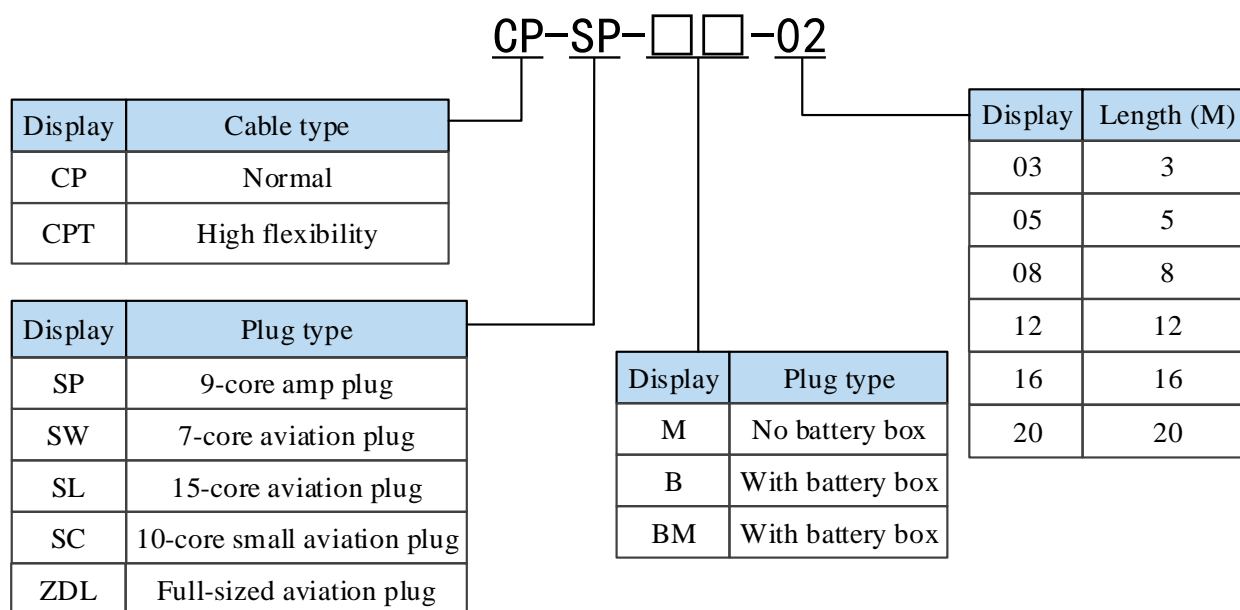 CP-SP-□□-02
Display Cable type
CP Normal
CPT High flexibility
Display Plug type
SP 9-core amp plug
SW 7-core aviation plug
SL 15-core aviation plug
SC 10-core small aviation plug
ZDL Full-sized aviation plug
Display Plug type
M No battery box
B With battery box
BM With battery box
Display Length (M)
03 3
05 5
08 8
12 12
16 16
20 20